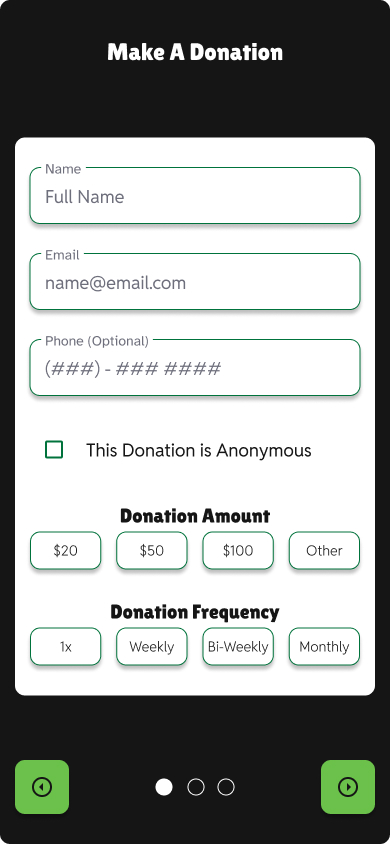 Make A Donation
Name
Full Name
Email
name@email.com
Phone (Optional)
(###) - ### ####
This Donation is Anonymous
Donation Amount
$20 $50 $100 Other
Donation Frequency
1x Weekly Bi-Weekly Monthly